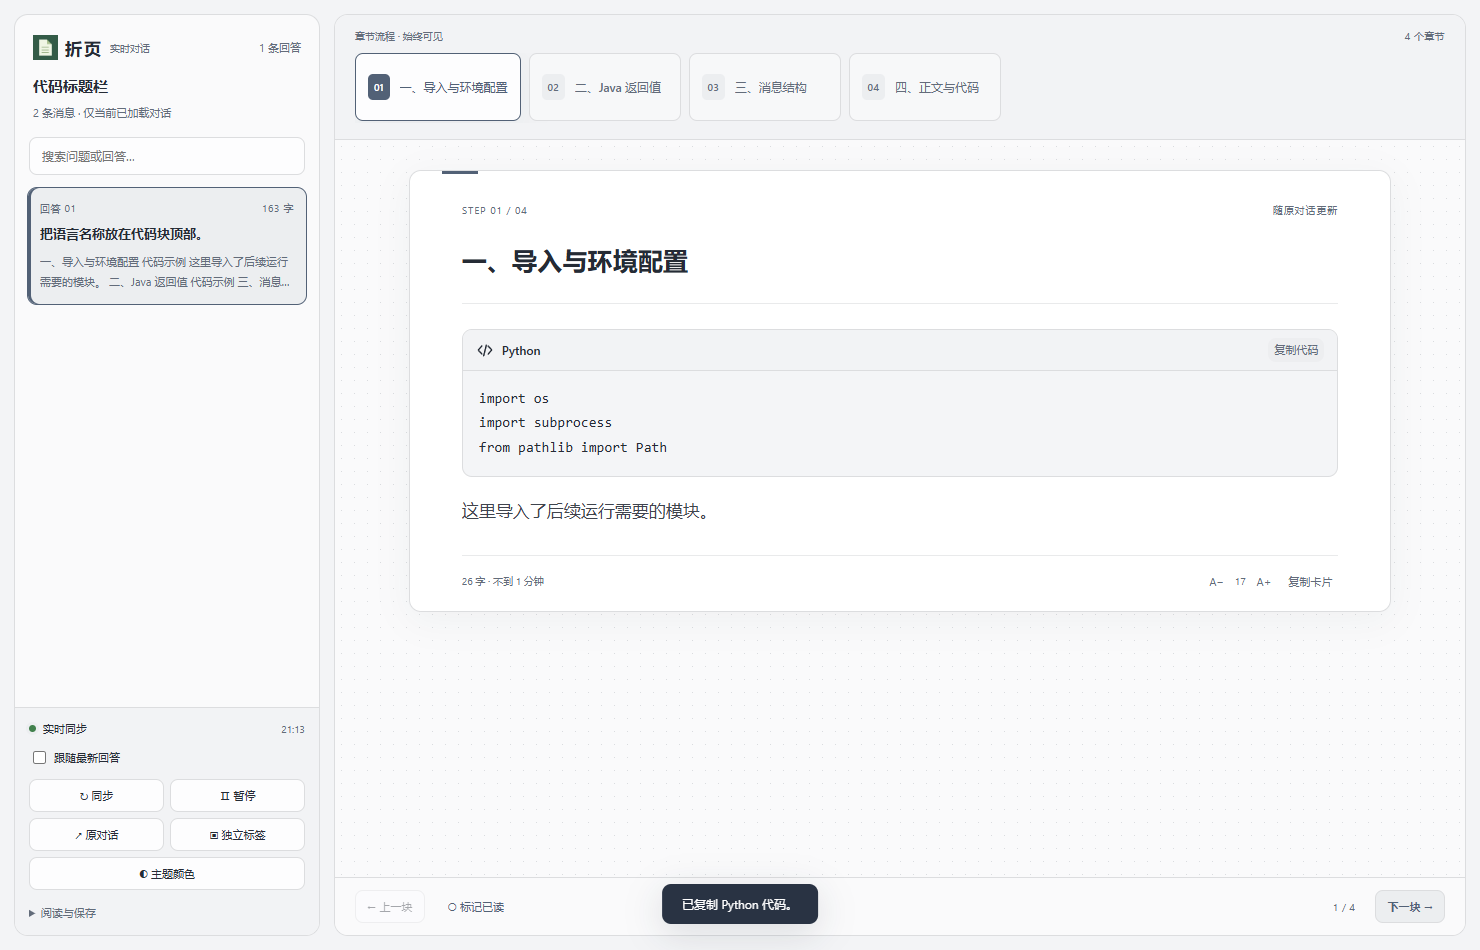 折页 实时对话 1 条回答
代码标题栏
2 条消息 · 仅当前已加载对话
搜索问题或回答...
回答 01 163 字
把语言名称放在代码块顶部。
一、导入与环境配置 代码示例 这里导入了后续运行
需要的模块。 二、Java 返回值 代码示例 三、消息...
实时同步 21:13
跟随最新回答
↻ 同步
II 暂停
↗ 原对话
▣ 独立标签
◐ 主题颜色
▶ 阅读与保存
章节流程 · 始终可见 4 个章节
01 一、导入与环境配置
02 二、Java 返回值
03 三、消息结构
04 四、正文与代码
STEP 01 / 04 随原对话更新
一、导入与环境配置
</> Python 复制代码
import os
import subprocess
from pathlib import Path
这里导入了后续运行需要的模块。
26 字 · 不到 1 分钟 A− 17 A+ 复制卡片
← 上一块 ○ 标记已读 已复制 Python 代码。 1 / 4 下一块 →